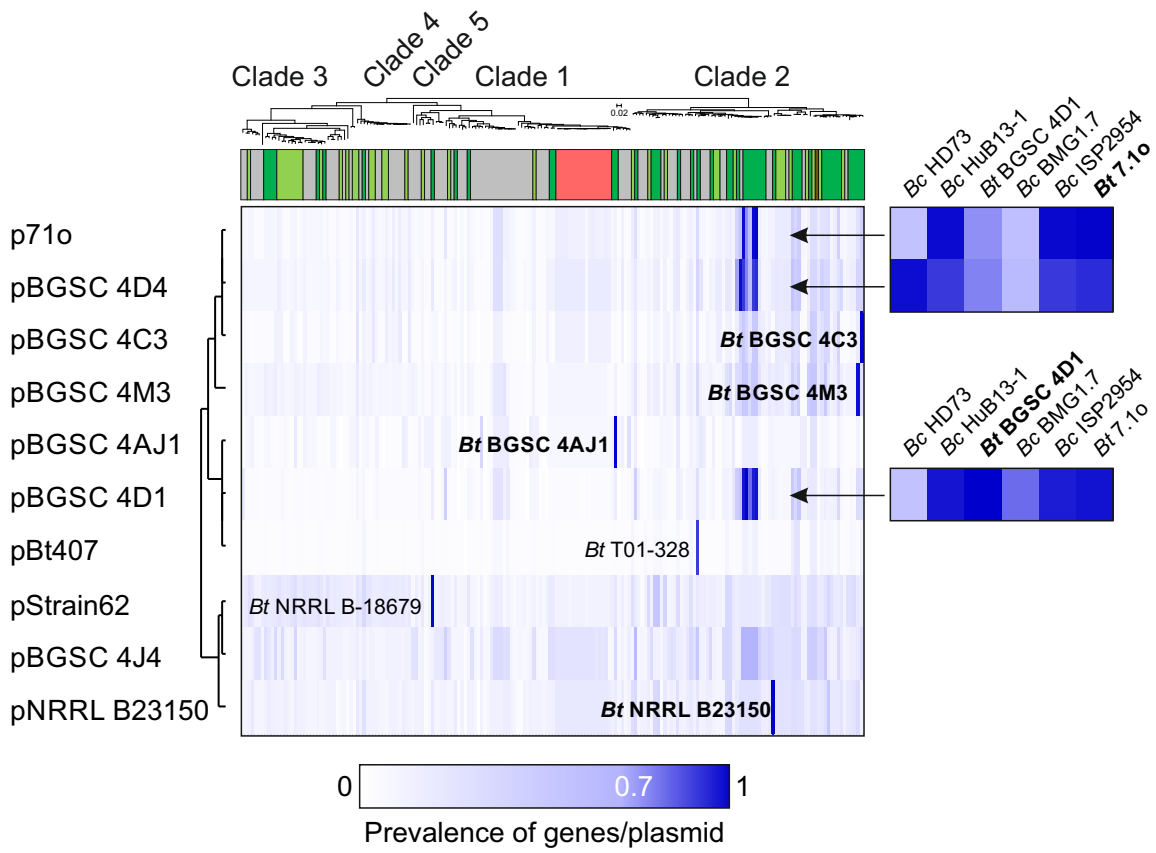 Clade 3
Clade 4
Clade 5
Clade 1
Clade 2
0.02
Bc HD73
Bc HuB13-1
Bt BGSC 4D1
Bc BMG1.7
Bc ISP2954
Bt 7.1o
p71o
pBGSC 4D4
pBGSC 4C3
Bt BGSC 4C3
pBGSC 4M3
Bt BGSC 4M3
pBGSC 4AJ1
Bt BGSC 4AJ1
Bc HD73
Bc HuB13-1
Bt BGSC 4D1
Bc BMG1.7
Bc ISP2954
Bt 7.1o
pBGSC 4D1
pBt407
Bt T01-328
pStrain62
Bt NRRL B-18679
pBGSC 4J4
pNRRL B23150
Bt NRRL B23150
0
0.7
1
Prevalence of genes/plasmid